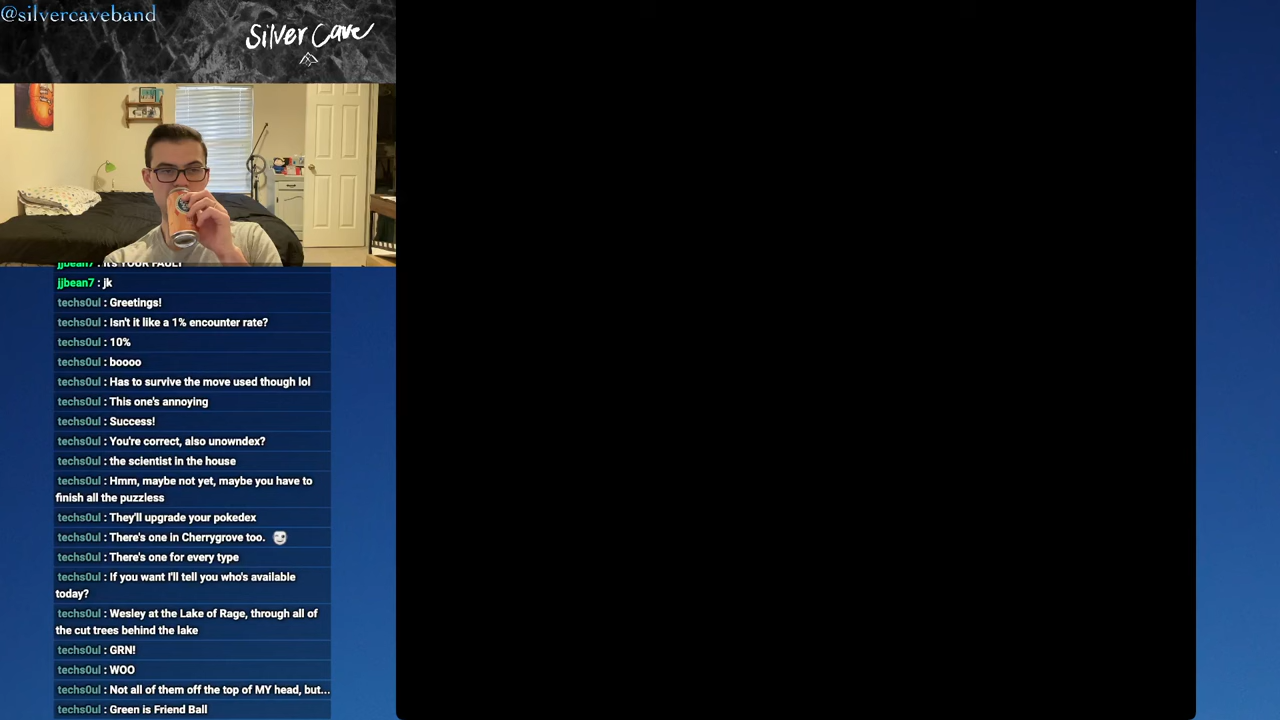 @silvercaveband
Silver Cave
jjbean7 : It's YOUR FAULT
jjbean7 : jk
techs0ul : Greetings!
techs0ul : Isn't it like a 1% encounter rate?
techs0ul : 10%
techs0ul : boooo
techs0ul : Has to survive the move used though lol
techs0ul : This one's annoying
techs0ul : Success!
techs0ul : You're correct, also unowndex?
techs0ul : the scientist in the house
techs0ul : Hmm, maybe not yet, maybe you have to
finish all the puzzless
techs0ul : They'll upgrade your pokedex
techs0ul : There's one in Cherrygrove too.
techs0ul : There's one for every type
techs0ul : If you want I'll tell you who's available
today?
techs0ul : Wesley at the Lake of Rage, through all of
the cut trees behind the lake
techs0ul : GRN!
techs0ul : WOO
techs0ul : Not all of them off the top of MY head, but...
techs0ul : Green is Friend Ball